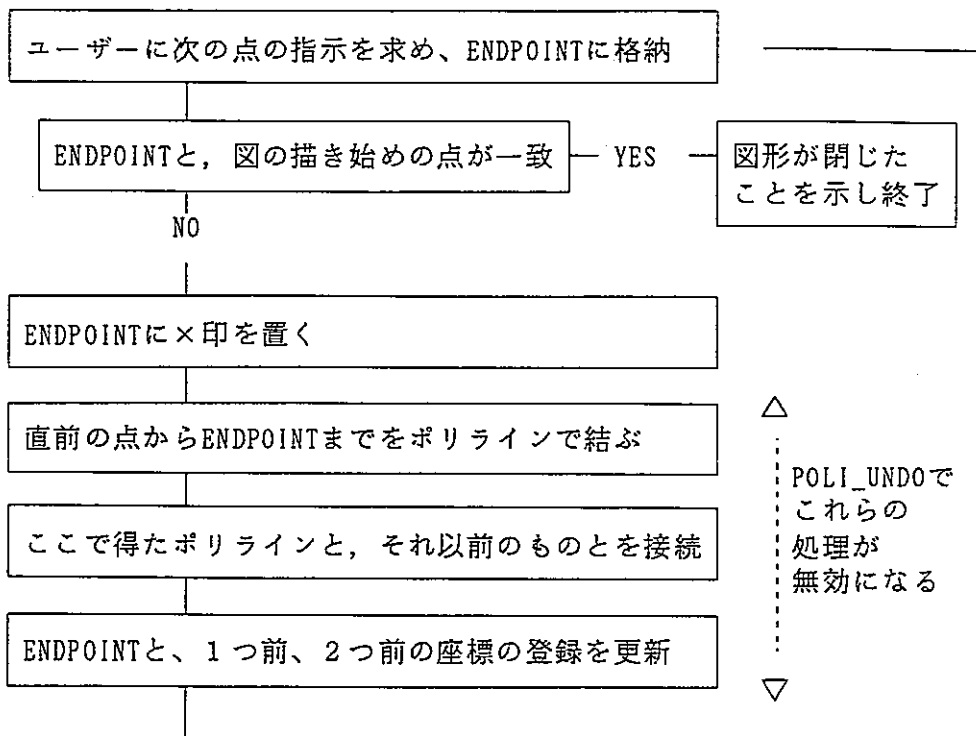 ユーザーに次の点の指示を求め、ENDPOINTに格納
ENDPOINTと，図の描き始めの点が一致
YES
図形が閉じた
ことを示し終了
NO
ENDPOINTに×印を置く
直前の点からENDPOINTまでをポリラインで結ぶ
ここで得たポリラインと，それ以前のものとを接続
ENDPOINTと、１つ前、２つ前の座標の登録を更新
POLI_UNDOで
これらの
処理が
無効になる